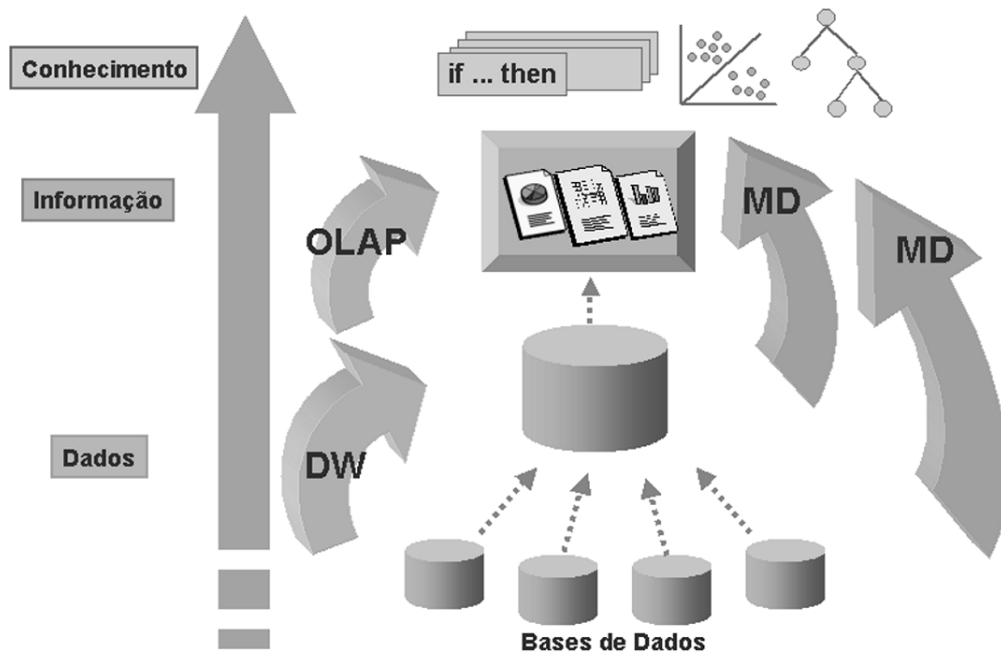 Conhecimento
if ... then
Informação
OLAP
MD
MD
Dados
DW
Bases de Dados